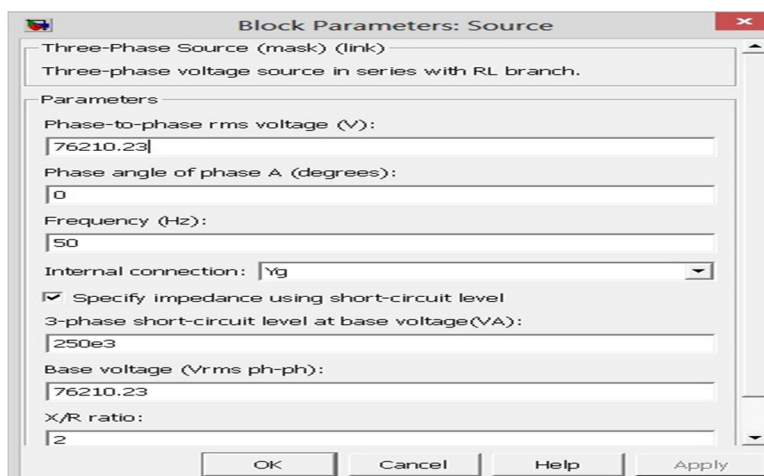 Block Parameters: Source
Three-Phase Source (mask) (link)
Three-phase voltage source in series with RL branch.
Parameters
Phase-to-phase rms voltage (V):
76210.23
Phase angle of phase A (degrees):
0
Frequency (Hz):
50
Internal connection: Yg
Specify impedance using short-circuit level
3-phase short-circuit level at base voltage(VA):
250e3
Base voltage (Vrms ph-ph):
76210.23
X/R ratio:
2
OK Cancel Help Apply